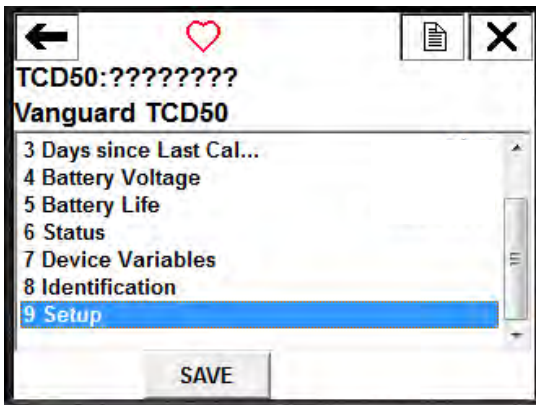 TCD50:????????
Vanguard TCD50
3 Days since Last Cal...
4 Battery Voltage
5 Battery Life
6 Status
7 Device Variables
8 Identification
9 Setup
SAVE